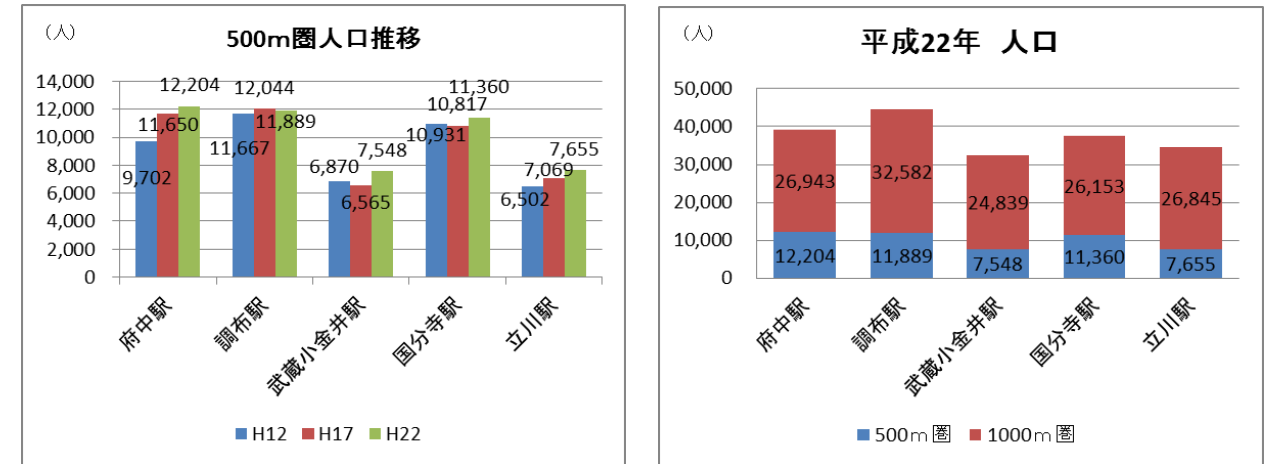 （人）
500m圏人口推移
14,000
12,000
10,000
8,000
6,000
4,000
2,000
0
9,702
11,650
12,204
11,667
12,044
11,889
6,870
6,565
7,548
10,931
10,817
11,360
6,502
7,069
7,655
府中駅
調布駅
武蔵小金井駅
国分寺駅
立川駅
H12 H17 H22
（人）
平成22年 人口
50,000
40,000
30,000
20,000
10,000
0
26,943
32,582
24,839
26,153
26,845
12,204
11,889
7,548
11,360
7,655
府中駅
調布駅
武蔵小金井駅
国分寺駅
立川駅
500ｍ圏 1000ｍ圏